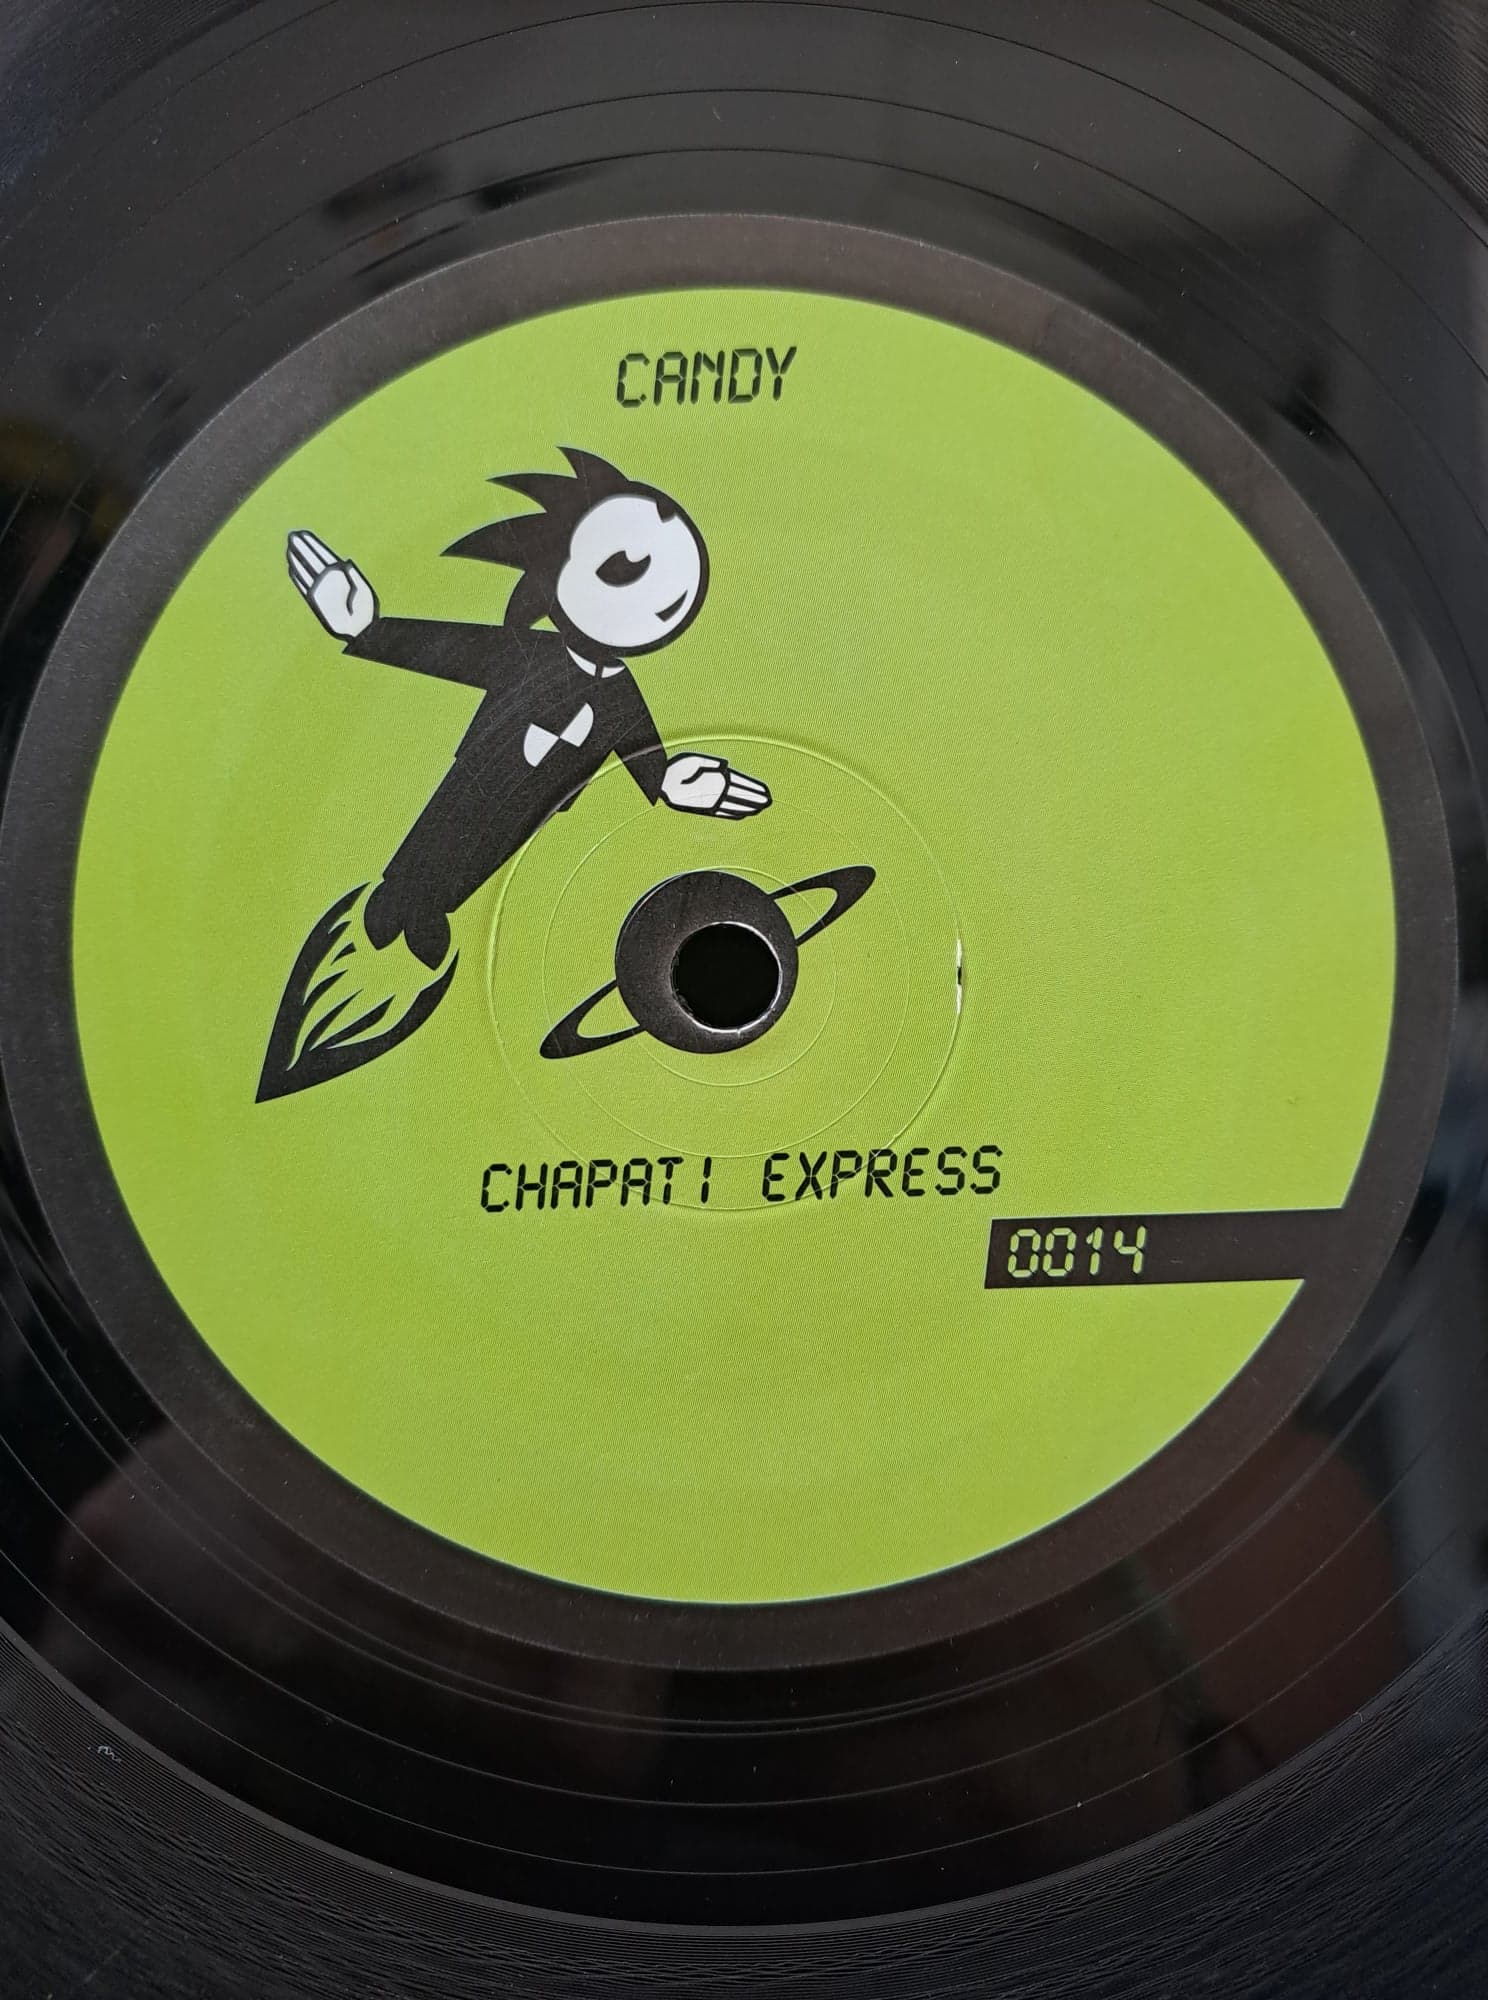 CANDY
CHAPATI EXPRESS
0014